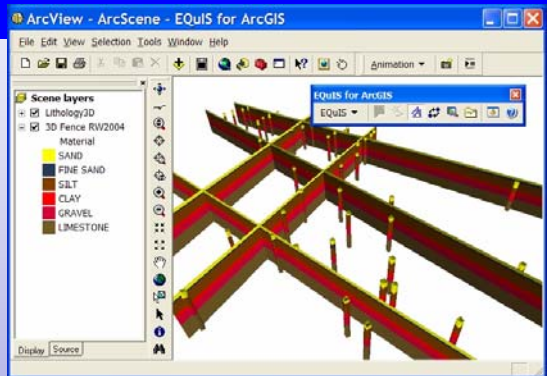 ArcView - ArcScene - EQuIS for ArcGIS
File Edit View Selection Tools Window Help
Animation
Scene layers
Lithology3D
3D Fence RW2004
Material
SAND
FINE SAND
SILT
CLAY
GRAVEL
LIMESTONE
EQuIS for ArcGIS
EQuIS
Display Source